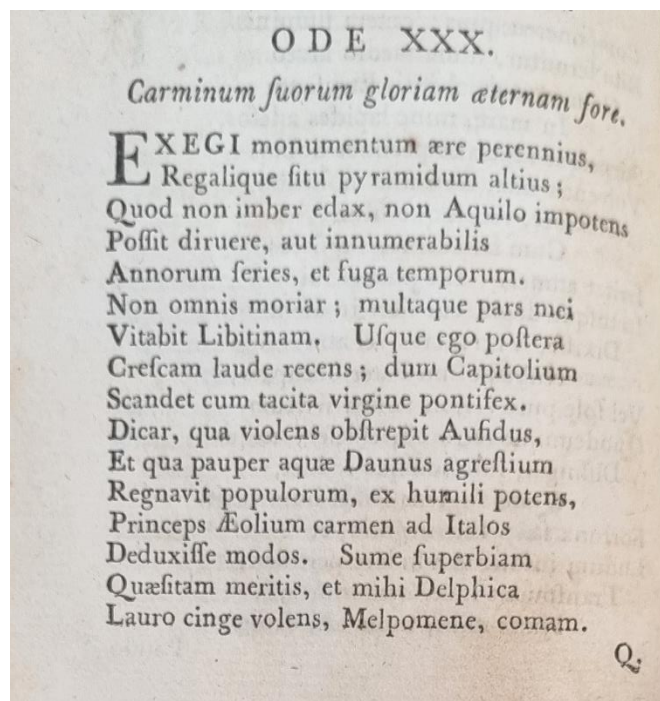 ODE XXX.
Carminum ſuorum gloriam æternam fore.
EXEGI monumentum ære perennius,
Regalique ſitu pyramidum altius;
Quod non imber edax, non Aquilo impotens
Poſſit diruere, aut innumerabilis
Annorum ſeries, et fuga temporum.
Non omnis moriar; multaque pars mei
Vitabit Libitinam. Uſque ego poſtera
Creſcam laude recens; dum Capitolium
Scandet cum tacita virgine pontifex.
Dicar, qua violens obſtrepit Aufidus,
Et qua pauper aquæ Daunus agreſtium
Regnavit populorum, ex humili potens,
Princeps Æolium carmen ad Italos
Deduxiſſe modos. Sume ſuperbiam
Quæſitam meritis, et mihi Delphica
Lauro cinge volens, Melpomene, comam.
Q.